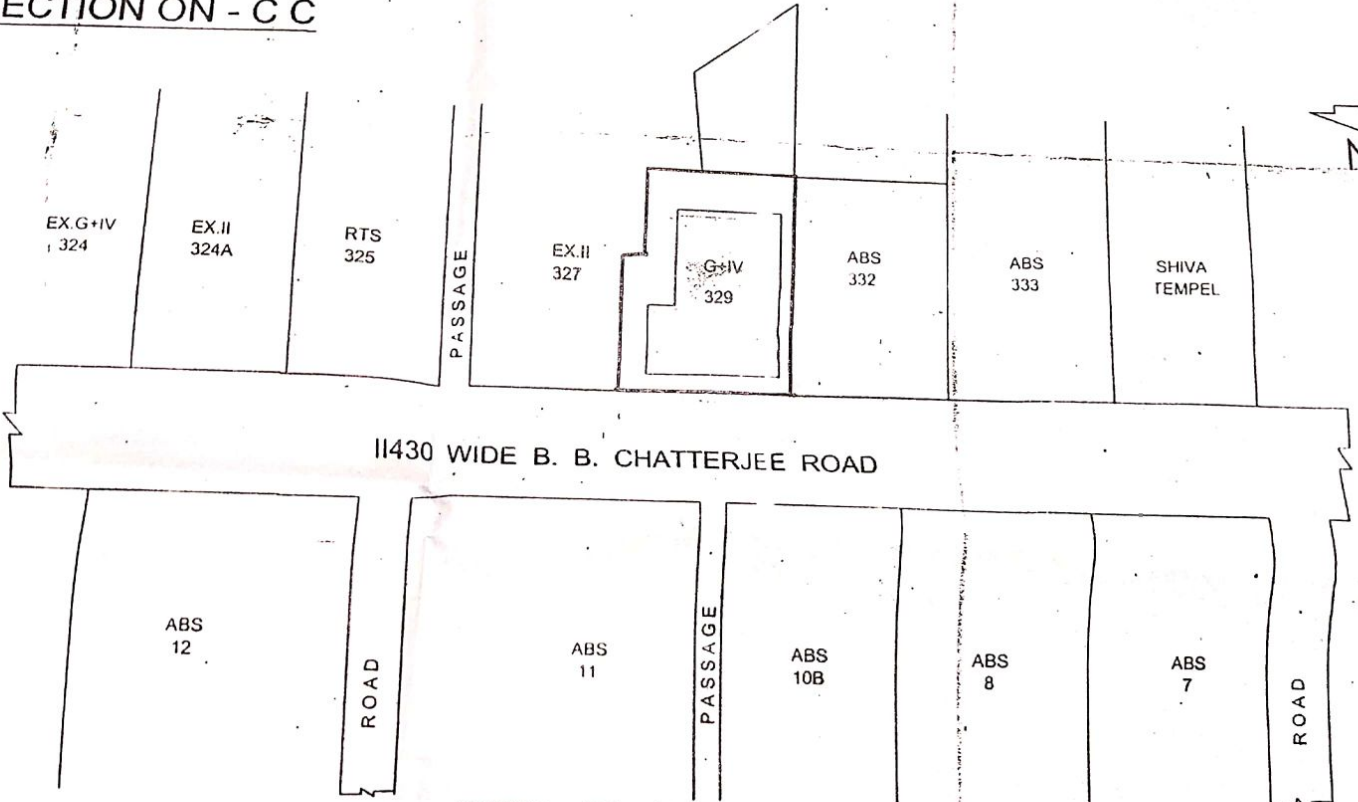 ECTION ON - C C
EX.G+IV
324
EX.II
324A
RTS
325
PASSAGE
EX.II
327
G+IV
329
ABS
332
ABS
333
SHIVA
TEMPEL
N
11430 WIDE B. B. CHATTERJEE ROAD
ABS
12
ROAD
ABS
11
PASSAGE
ABS
10B
ABS
8
ABS
7
ROAD